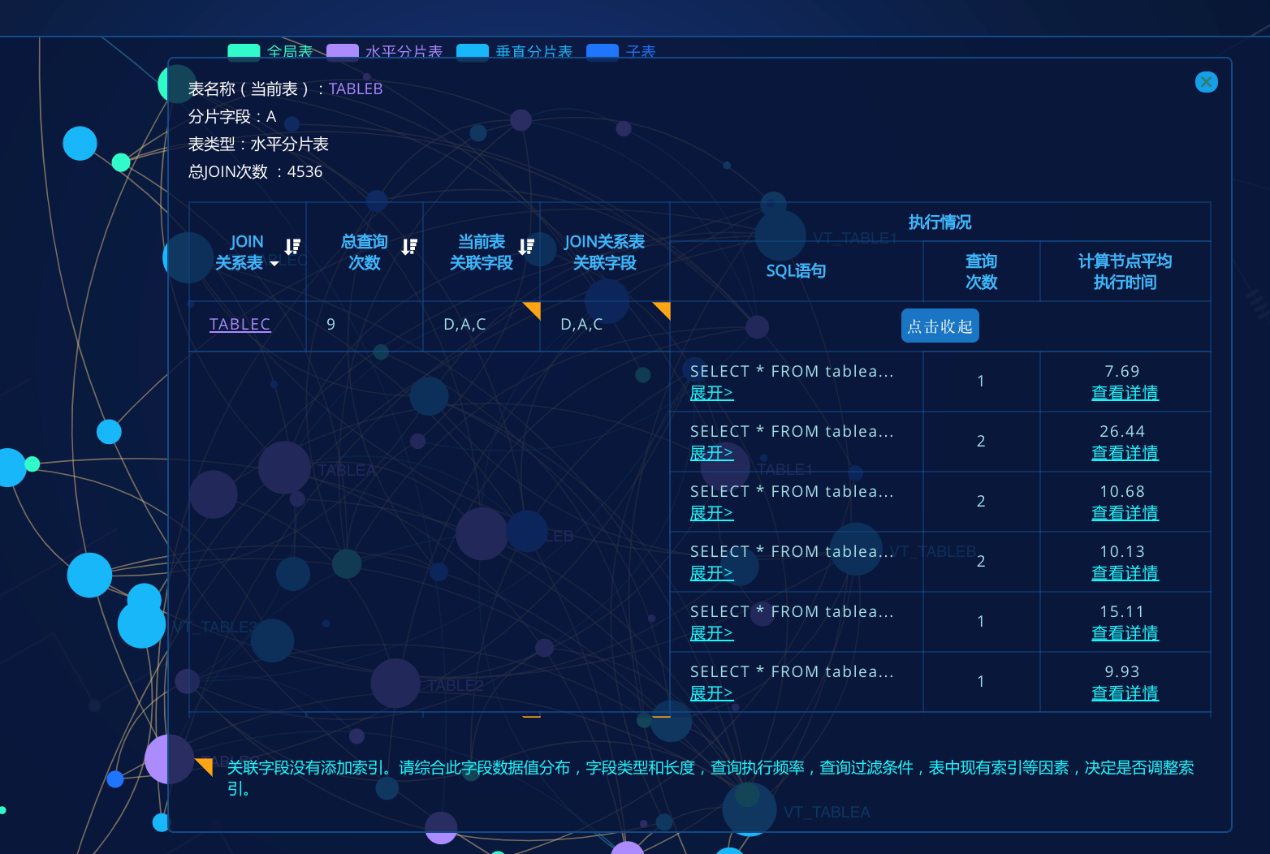 全局表 水平分片表 垂直分片表 子表
表名称（当前表）：TABLEB
分片字段：A
表类型：水平分片表
总JOIN次数 ：4536
执行情况
JOIN
关系表
总查询
次数
当前表
关联字段
JOIN关系表
关联字段
SQL语句
查询
次数
计算节点平均
执行时间
VT_TABLE1
TABLEC 9 D,A,C D,A,C 点击收起
SELECT * FROM tablea... 1 7.69
展开> 查看详情
SELECT * FROM tablea... 2 26.44
展开> 查看详情
TABLEA
TABLE1
SELECT * FROM tablea... 2 10.68
展开> 查看详情
SELECT * FROM tablea... 2 10.13
展开> 查看详情
VT_TABLEB
SELECT * FROM tablea... 1 15.11
展开> 查看详情
VT_TABLE3
SELECT * FROM tablea... 1 9.93
展开> 查看详情
TABLE2
关联字段没有添加索引。请综合此字段数据值分布，字段类型和长度，查询执行频率，查询过滤条件，表中现有索引等因素，决定是否调整索
引。
VT_TABLEA